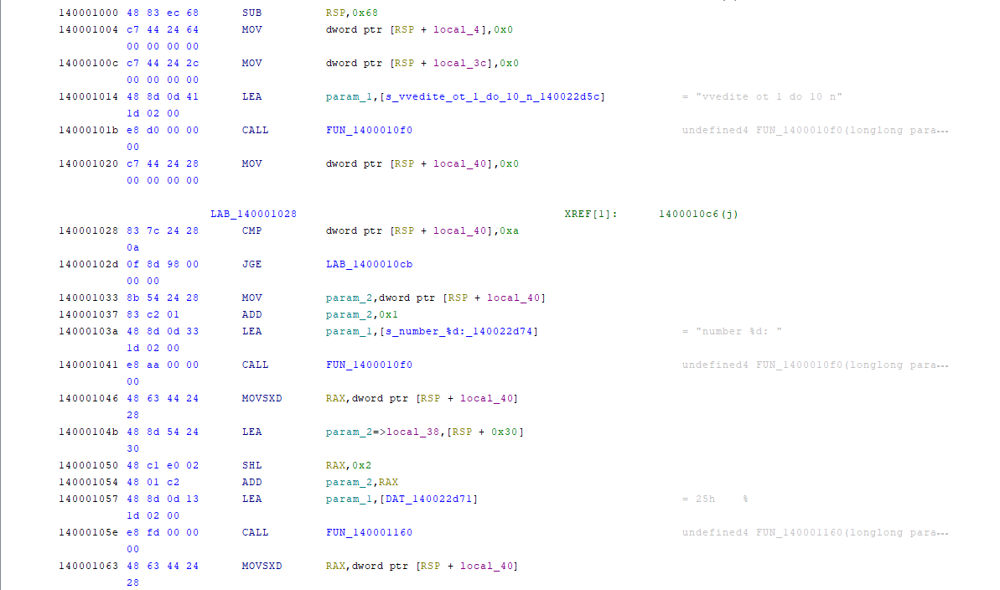 140001000 48 83 ec 68 SUB RSP,0x68
140001004 c7 44 24 64 MOV dword ptr [RSP + local_4],0x0
00 00 00 00
14000100c c7 44 24 2c MOV dword ptr [RSP + local_3c],0x0
00 00 00 00
140001014 48 8d 0d 41 LEA param_1,[s_vvedite_ot_1_do_10_n_140022d5c] = "vvedite ot 1 do 10 n"
1d 02 00
14000101b e8 d0 00 00 CALL FUN_1400010f0 undefined4 FUN_1400010f0(longlong para---
00
140001020 c7 44 24 28 MOV dword ptr [RSP + local_40],0x0
00 00 00 00
LAB_140001028 XREF[1]: 1400010c6(j)
140001028 83 7c 24 28 CMP dword ptr [RSP + local_40],0xa
0a
14000102d 0f 8d 98 00 JGE LAB_1400010cb
00 00
140001033 8b 54 24 28 MOV param_2,dword ptr [RSP + local_40]
140001037 83 c2 01 ADD param_2,0x1
14000103a 48 8d 0d 33 LEA param_1,[s_number_%d:_140022d74] = "number %d: "
1d 02 00
140001041 e8 aa 00 00 CALL FUN_1400010f0 undefined4 FUN_1400010f0(longlong para---
00
140001046 48 63 44 24 MOVSXD RAX,dword ptr [RSP + local_40]
28
14000104b 48 8d 54 24 LEA param_2=>local_38,[RSP + 0x30]
30
140001050 48 c1 e0 02 SHL RAX,0x2
140001054 48 01 c2 ADD param_2,RAX
140001057 48 8d 0d 13 LEA param_1,[DAT_140022d71] = 25h %
1d 02 00
14000105e e8 fd 00 00 CALL FUN_140001160 undefined4 FUN_140001160(longlong para---
00
140001063 48 63 44 24 MOVSXD RAX,dword ptr [RSP + local_40]
28